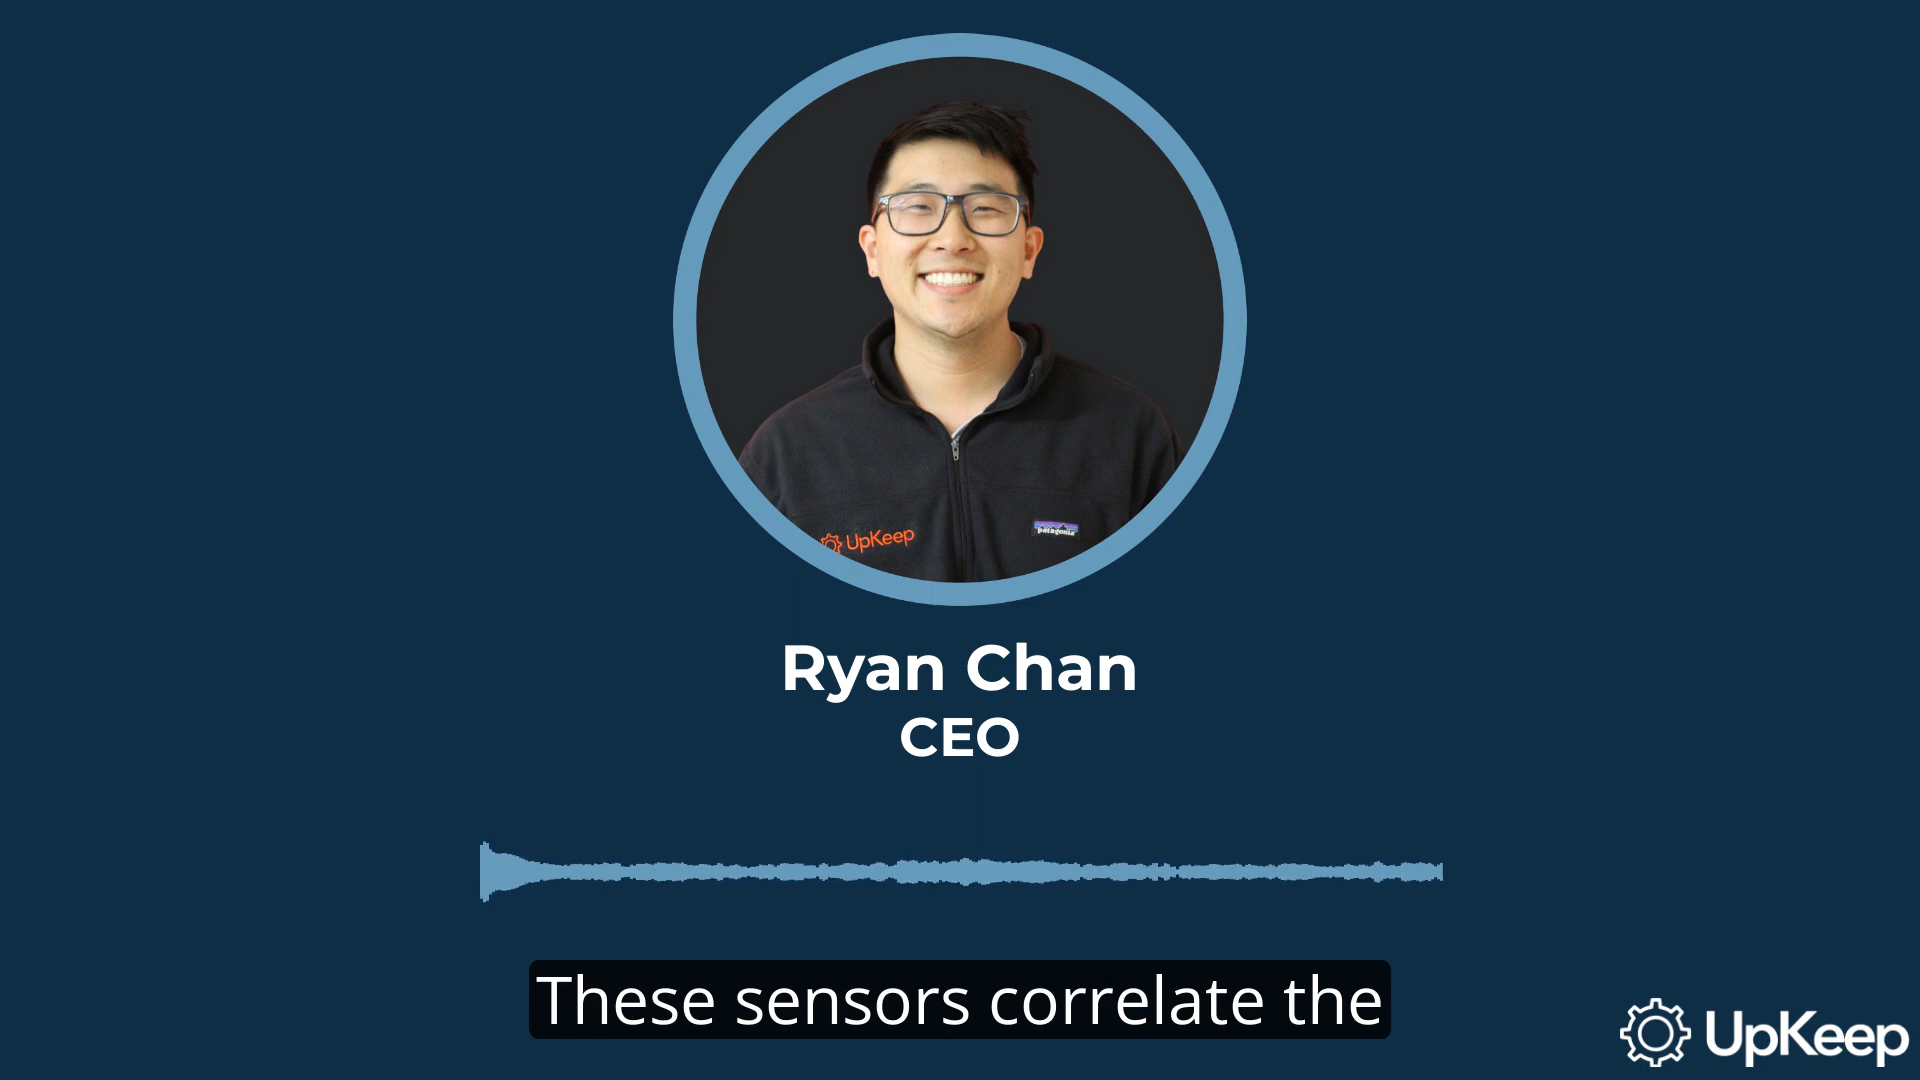 UpKeep
patagonia
Ryan Chan
CEO
These sensors correlate the
UpKeep